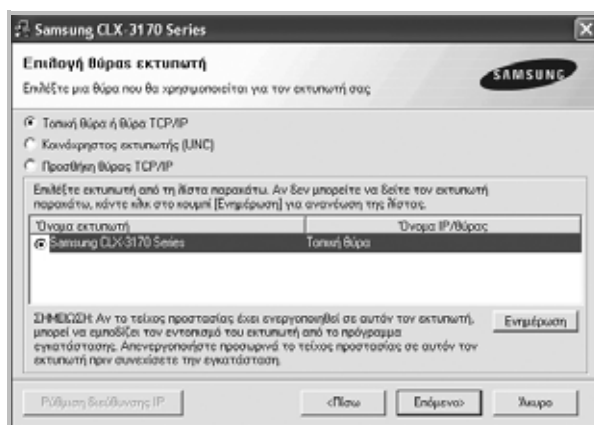 Samsung CLX-3170 Series
Επιλογή θύρας εκτυπωτή
Επιλέξτε μια θύρα που θα χρησιμοποιείται για τον εκτυπωτή σας
SAMSUNG
Τοπική θύρα ή θύρα TCP/IP
Κοινόχρηστος εκτυπωτής (UNC)
Προσθήκη θύρας TCP/IP
Επιλέξτε εκτυπωτή από τη λίστα παρακάτω. Αν δεν μπορείτε να δείτε τον εκτυπωτή
παρακάτω, κάντε κλικ στο κουμπί [Ενημέρωση] για ανανέωση της λίστας.
Όνομα εκτυπωτή Όνομα IP/θύρας
Samsung CLX-3170 Series Τοπική θύρα
ΣΗΜΕΙΩΣΗ: Αν το τείχος προστασίας έχει ενεργοποιηθεί σε αυτόν τον εκτυπωτή,
μπορεί να εμποδίζει τον εντοπισμό του εκτυπωτή από το πρόγραμμα
εγκατάστασης. Απενεργοποιήστε προσωρινά το τείχος προστασίας σε αυτόν τον
εκτυπωτή πριν συνεχίσετε την εγκατάσταση.
Ενημέρωση
Ρύθμιση διεύθυνσης IP <Πίσω Επόμενο> Άκυρο